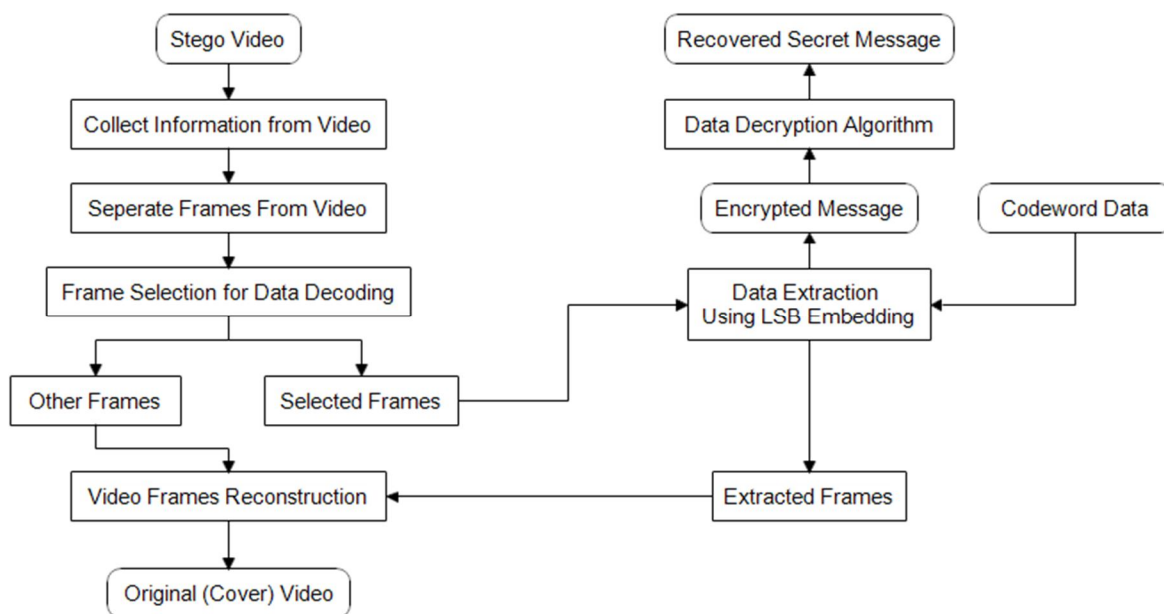 Stego Video
Collect Information from Video
Seperate Frames From Video
Frame Selection for Data Decoding
Other Frames
Selected Frames
Video Frames Reconstruction
Original (Cover) Video
Recovered Secret Message
Data Decryption Algorithm
Encrypted Message
Codeword Data
Data Extraction
Using LSB Embedding
Extracted Frames